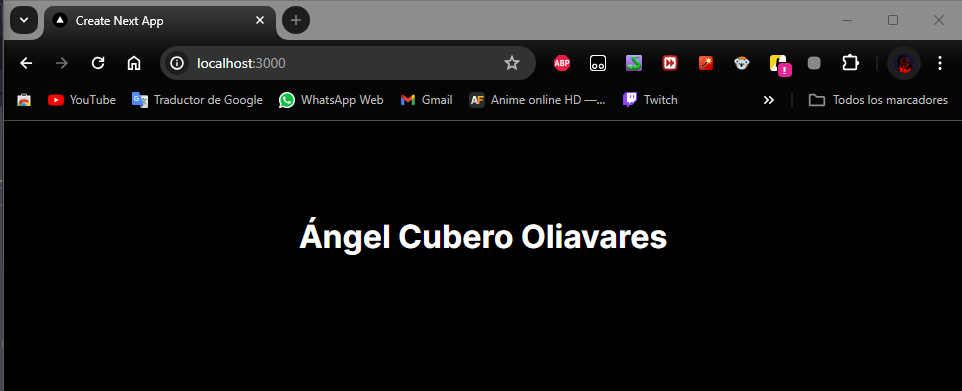 Create Next App
localhost:3000
ABP
YouTube
Traductor de Google
WhatsApp Web
Gmail
AF Anime online HD —...
Twitch
Todos los marcadores
Ángel Cubero Oliavares